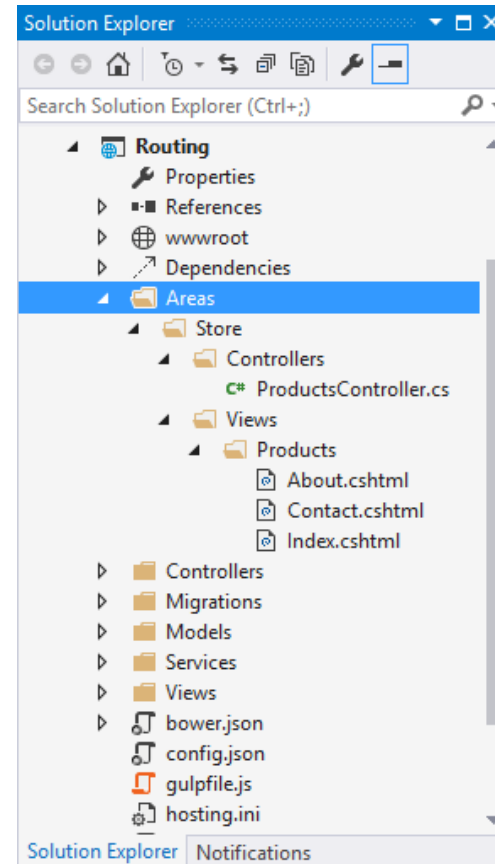 Solution Explorer
Search Solution Explorer (Ctrl+;)
Routing
Properties
References
wwwroot
Dependencies
Areas
Store
Controllers
C# ProductsController.cs
Views
Products
About.cshtml
Contact.cshtml
Index.cshtml
Controllers
Migrations
Models
Services
Views
bower.json
config.json
gulpfile.js
hosting.ini
Solution Explorer Notifications